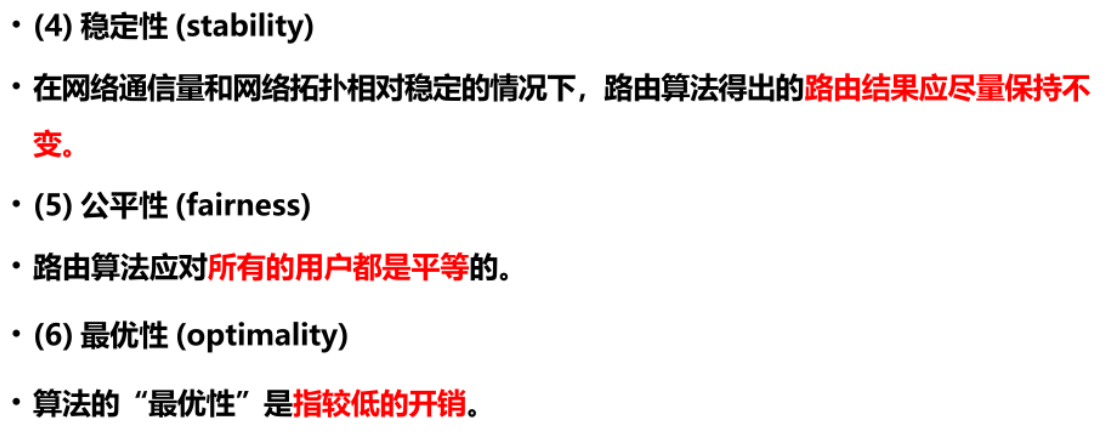 • (4) 稳定性 (stability)
• 在网络通信量和网络拓扑相对稳定的情况下，路由算法得出的路由结果应尽量保持不
变。
• (5) 公平性 (fairness)
• 路由算法应对所有的用户都是平等的。
• (6) 最优性 (optimality)
• 算法的“最优性”是指较低的开销。